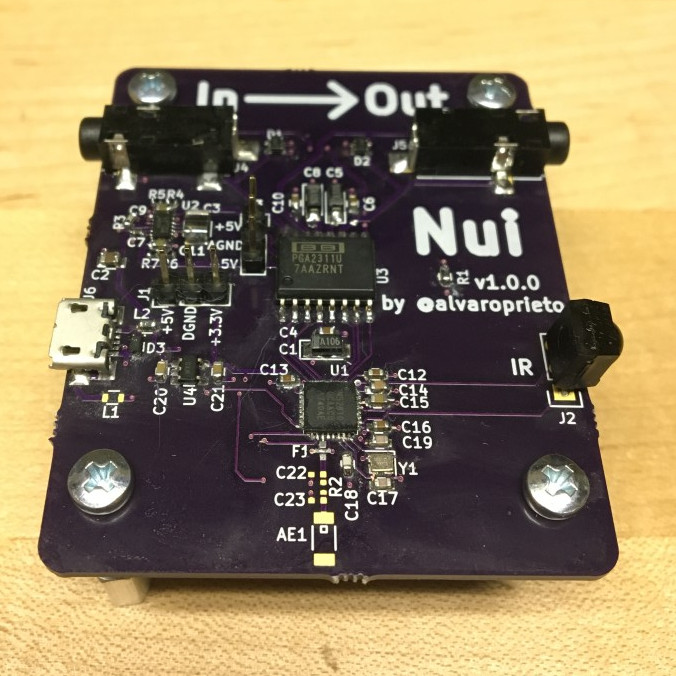 In → Out
D1
D2
J4
J5
R5R4
U2
C3
C9
R3
C7
C8 C5
C10
C6
+5V
AGND
-5V
C11
C2
R7R6
PGA2311U
7AAZRNT
U3
Nui
R1
v1.0.0
by @alvaroprieto
J6
J1
L2
D3
+5V
DGND
+3.3V
C4
C1
A106
U1
IR
J2
L1
C20
U4
C21
C13
C12
C14
C15
C16
C19
F1
Y1
C22
C23
R2
C18
C17
AE1